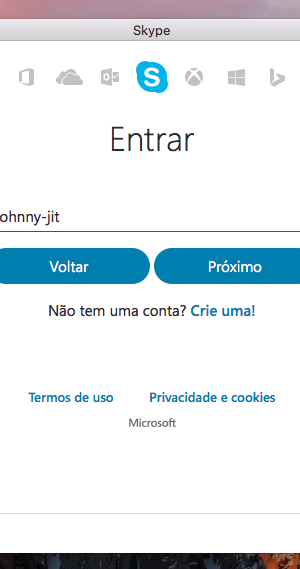 Skype
Entrar
ohnny-jit
Voltar
Próximo
Não tem uma conta? Crie uma!
Termos de uso
Privacidade e cookies
Microsoft